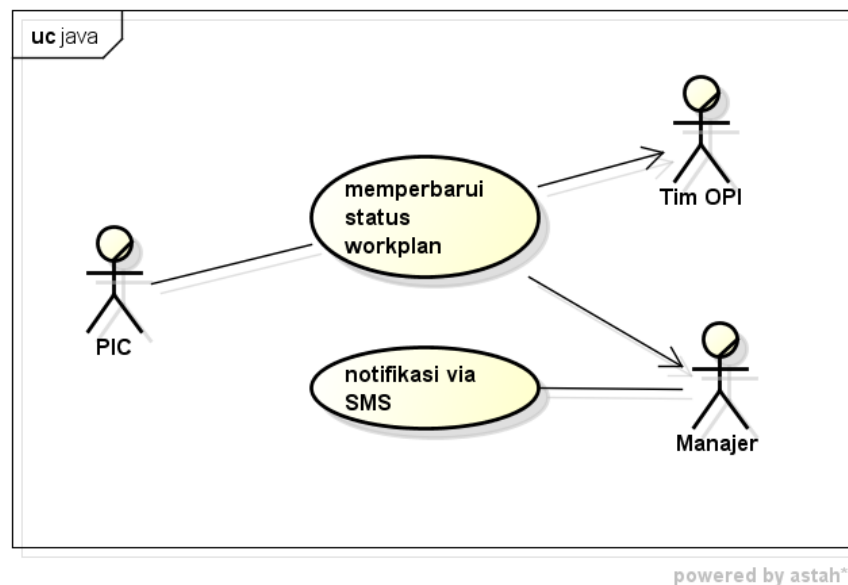 uc java
memperbarui
status
workplan
Tim OPI
PIC
notifikasi via
SMS
Manajer
powered by astah*